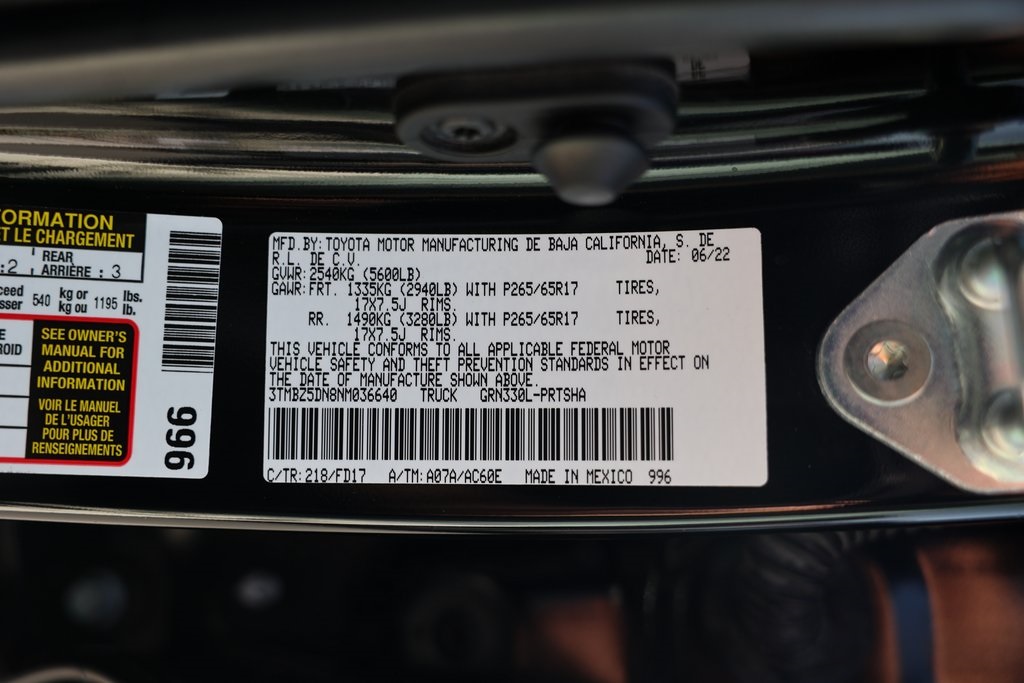 ORMATION
ET LE CHARGEMENT
: 2 REAR
ARRIÈRE : 3
ceed
sser 540 kg or
kg ou 1195 lbs.
lb.
SEE OWNER'S
MANUAL FOR
ADDITIONAL
INFORMATION
VOIR LE MANUEL
DE L'USAGER
POUR PLUS DE
RENSEIGNEMENTS
996
MFD. BY: TOYOTA MOTOR MANUFACTURING DE BAJA CALIFORNIA, S. DE
R.L. DE C.V. DATE: 06/22
GVWR: 2540KG (5600LB)
GAWR: FRT. 1335KG (2940LB) WITH P265/65R17 TIRES,
17X7.5J RIMS.
RR. 1490KG (3280LB) WITH P265/65R17 TIRES,
17X7.5J RIMS.
THIS VEHICLE CONFORMS TO ALL APPLICABLE FEDERAL MOTOR
VEHICLE SAFETY AND THEFT PREVENTION STANDARDS IN EFFECT ON
THE DATE OF MANUFACTURE SHOWN ABOVE.
3TMBZ5DN8NM036640 TRUCK GRN330L-PRTSHA
C/TR: 218/FD17 A/TM: A07A/AC60E MADE IN MEXICO 996